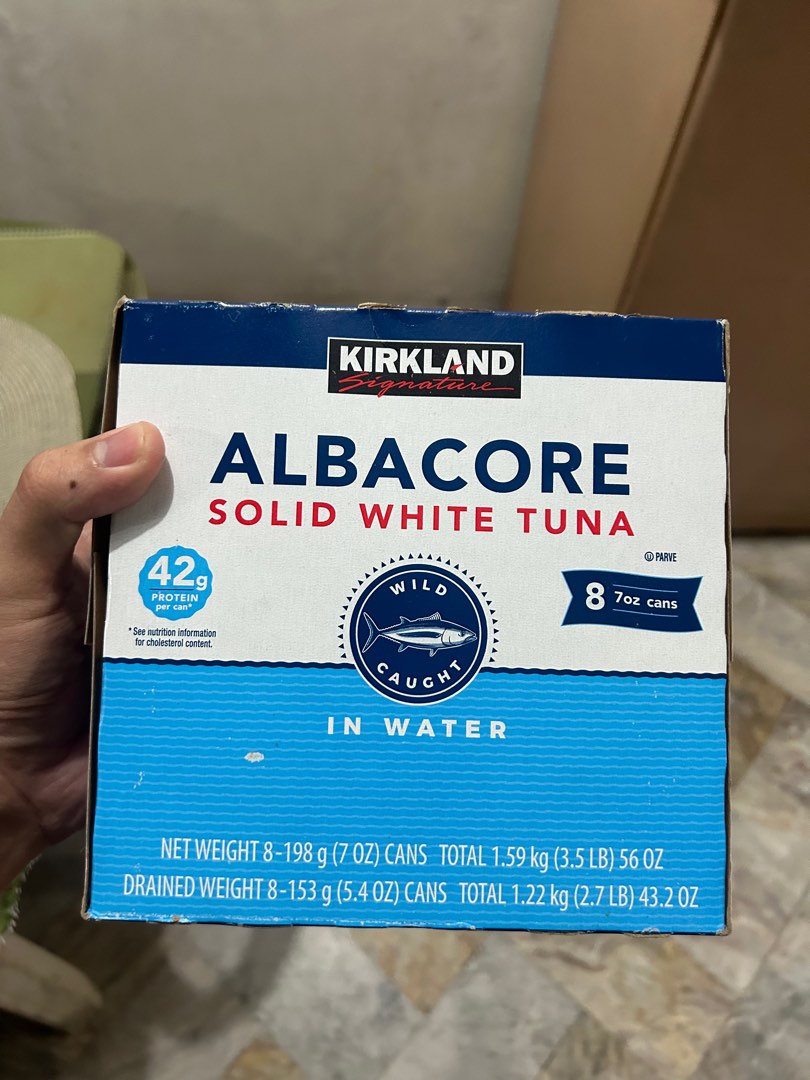 KIRKLAND
Signature
ALBACORE
SOLID WHITE TUNA
Ⓤ PARVE
42g
PROTEIN
per can*
*See nutrition information
for cholesterol content.
WILD
CAUGHT
8 7oz cans
IN WATER
NET WEIGHT 8-198 g (7 OZ) CANS TOTAL 1.59 kg (3.5 LB) 56 OZ
DRAINED WEIGHT 8-153 g (5.4 OZ) CANS TOTAL 1.22 kg (2.7 LB) 43.2 OZ